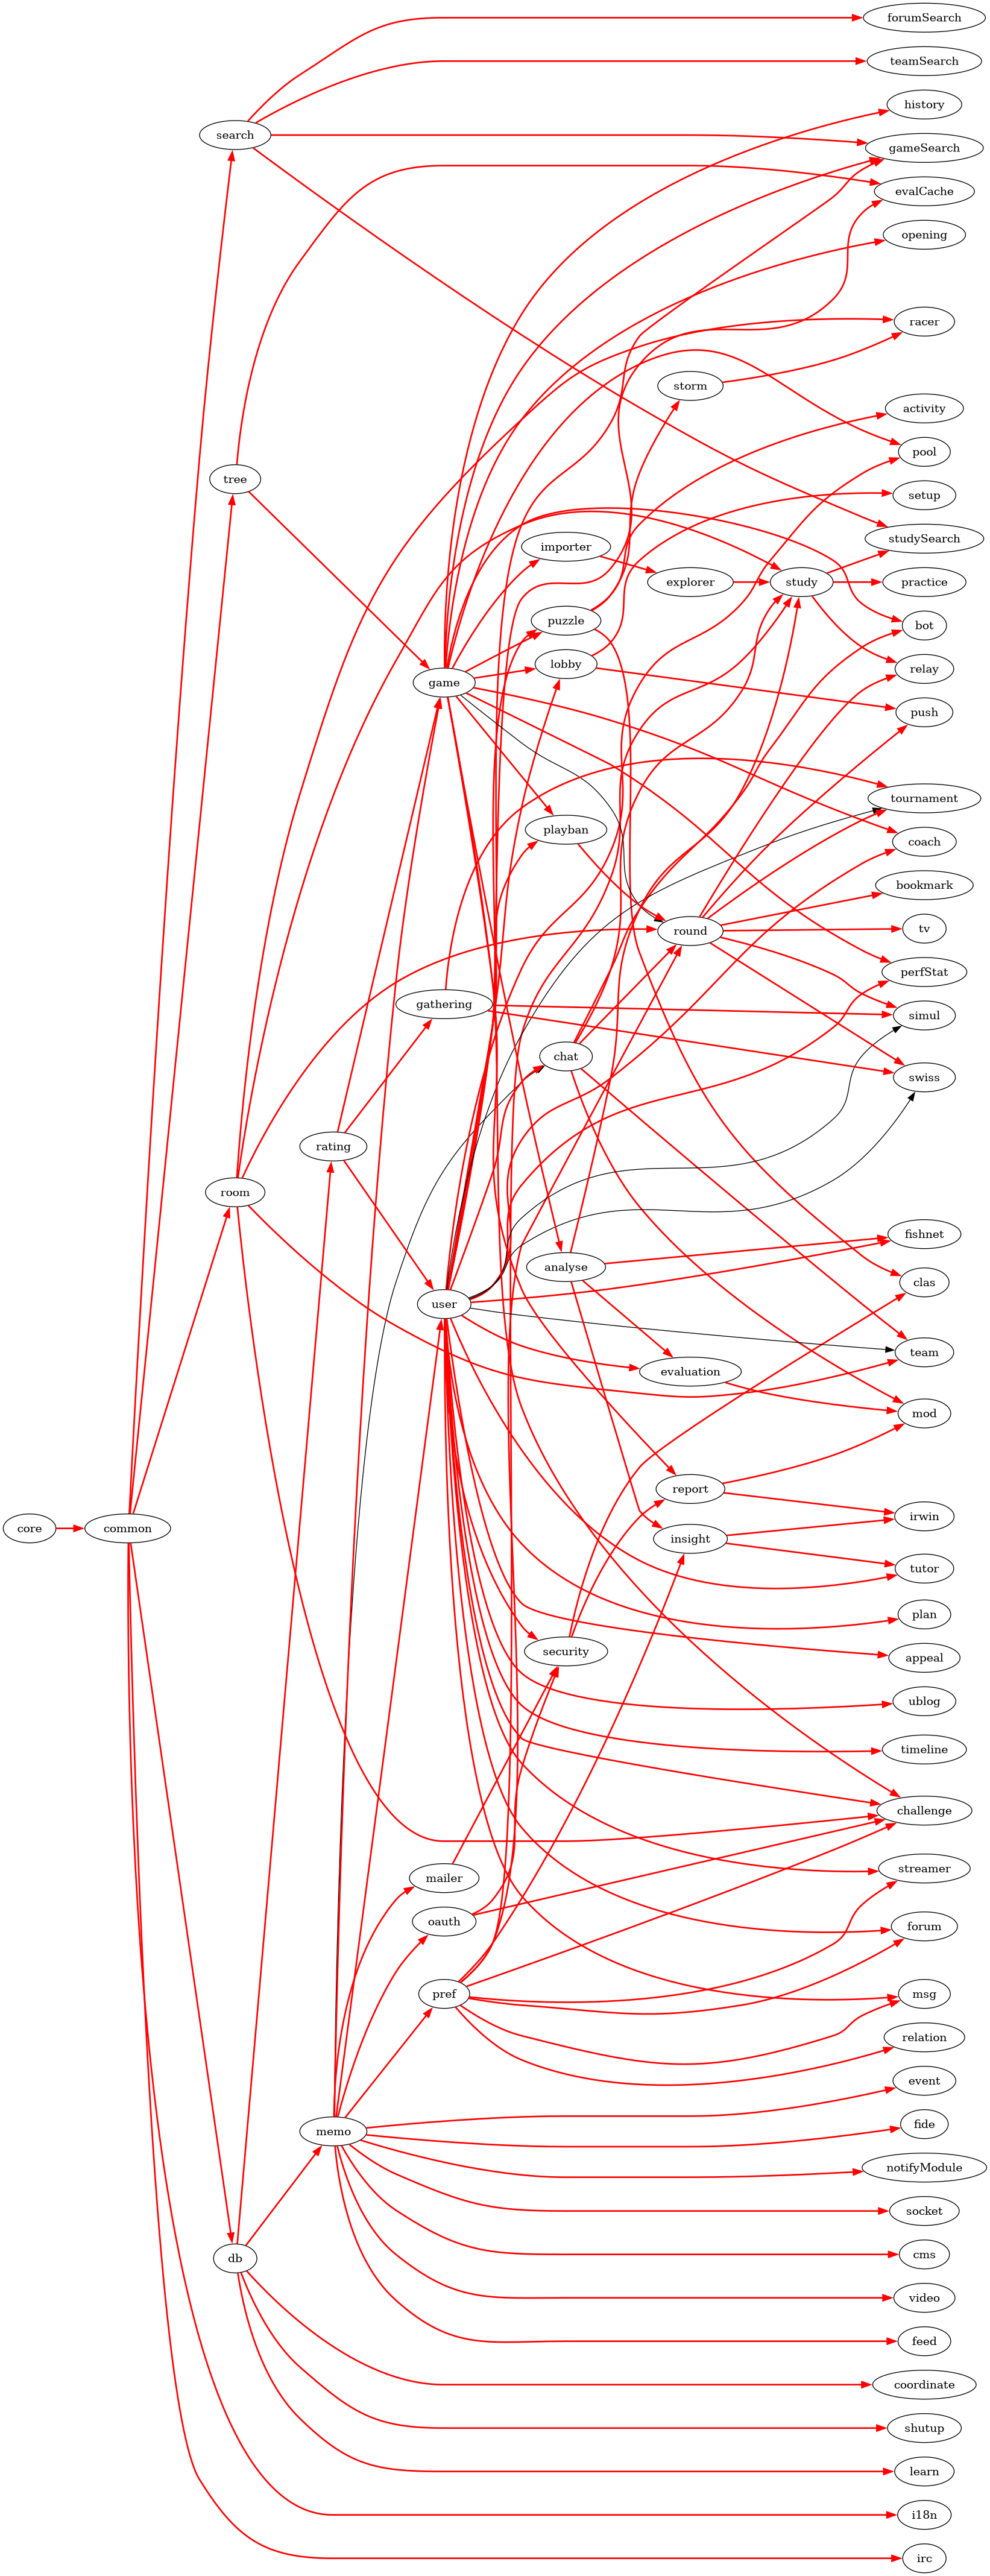 forumSearch
teamSearch
history
search
gameSearch
evalCache
opening
racer
storm
activity
pool
tree
setup
studySearch
importer
explorer
study
practice
puzzle
bot
lobby
relay
game
push
tournament
playban
coach
bookmark
round
tv
perfStat
gathering
simul
chat
swiss
rating
room
fishnet
analyse
clas
user
team
evaluation
mod
report
irwin
core
common
insight
tutor
plan
security
appeal
ublog
timeline
challenge
streamer
mailer
oauth
forum
pref
msg
relation
event
memo
fide
notifyModule
socket
db
cms
video
feed
coordinate
shutup
learn
i18n
irc